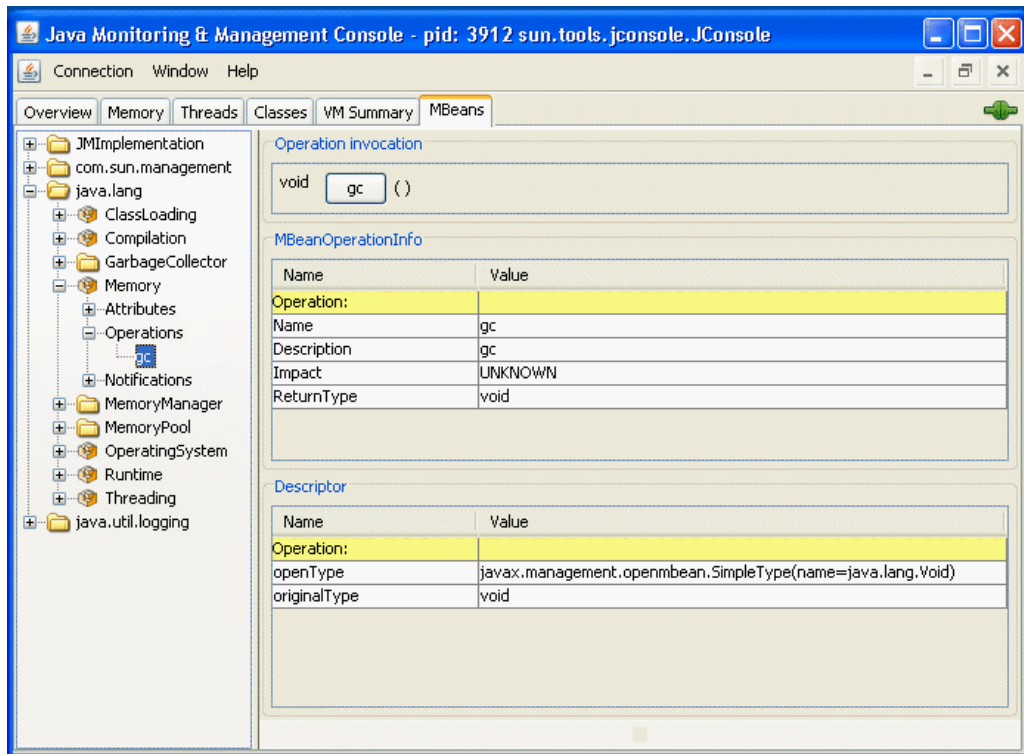 Java Monitoring & Management Console - pid: 3912 sun.tools.jconsole.JConsole
Connection Window Help
Overview Memory Threads Classes VM Summary MBeans
JMImplementation
com.sun.management
java.lang
ClassLoading
Compilation
GarbageCollector
Memory
Attributes
Operations
gc
Notifications
MemoryManager
MemoryPool
OperatingSystem
Runtime
Threading
java.util.logging
Operation invocation
void gc ()
MBeanOperationInfo
Name Value
Operation:
Name gc
Description gc
Impact UNKNOWN
ReturnType void
Descriptor
Name Value
Operation:
openType javax.management.openmbean.SimpleType(name=java.lang.Void)
originalType void